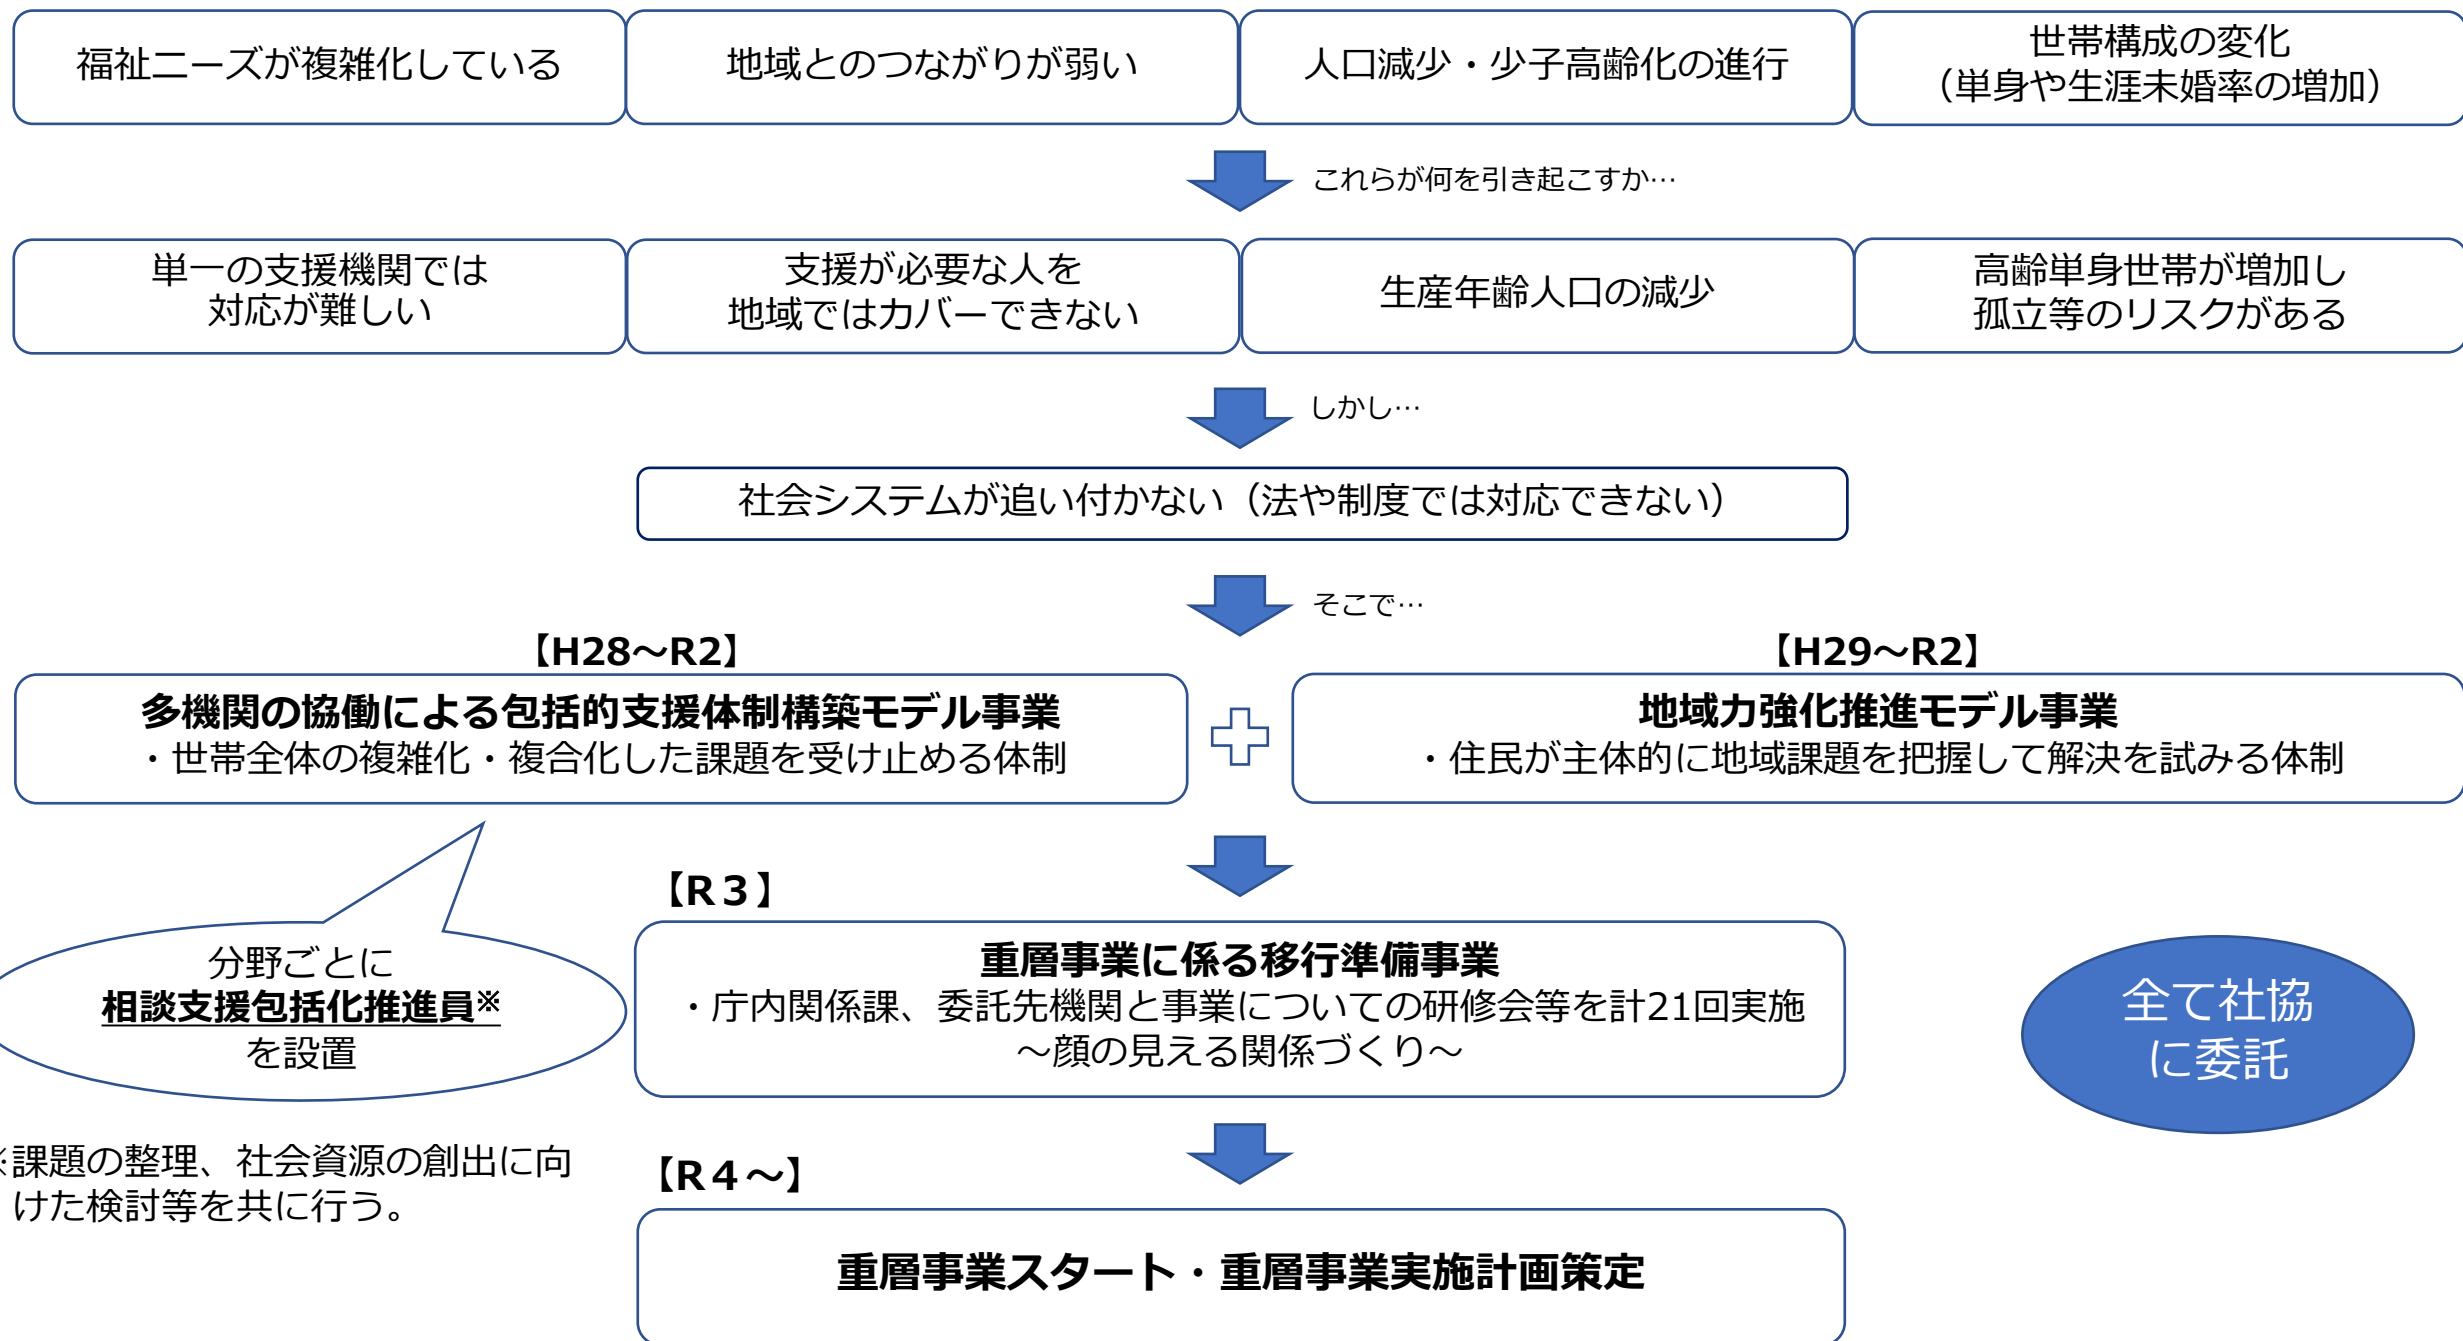 福祉ニーズが複雑化している
地域とのつながりが弱い
人口減少・少子高齢化の進行
世帯構成の変化
（単身や生涯未婚率の増加）
これらが何を引き起こすか…
単一の支援機関では
対応が難しい
支援が必要な人を
地域ではカバーできない
生産年齢人口の減少
高齢単身世帯が増加し
孤立等のリスクがある
しかし…
社会システムが追い付かない（法や制度では対応できない）
そこで…
【H28～R2】
多機関の協働による包括的支援体制構築モデル事業
・世帯全体の複雑化・複合化した課題を受け止める体制
【H29～R2】
地域力強化推進モデル事業
・住民が主体的に地域課題を把握して解決を試みる体制
分野ごとに
相談支援包括化推進員※
を設置
※課題の整理、社会資源の創出に向
けた検討等を共に行う。
【R３】
重層事業に係る移行準備事業
・庁内関係課、委託先機関と事業についての研修会等を計21回実施
～顔の見える関係づくり～
全て社協
に委託
【R４～】
重層事業スタート・重層事業実施計画策定